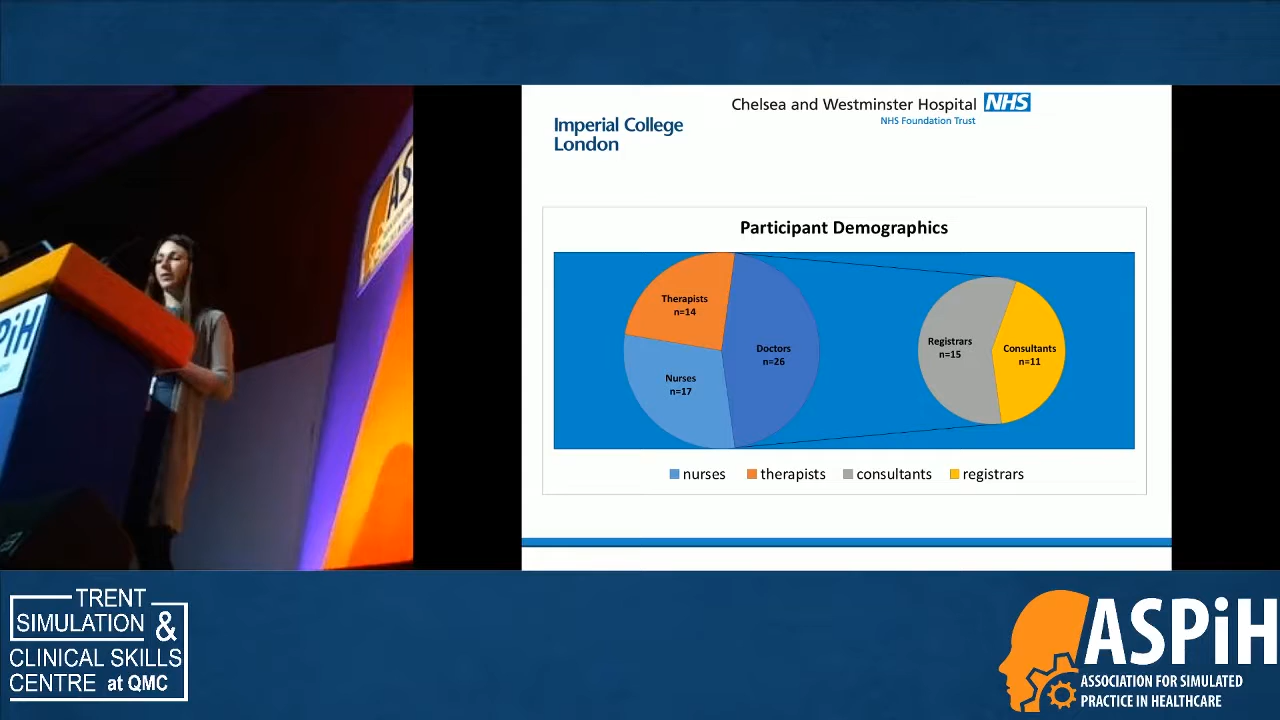 Chelsea and Westminster Hospital NHS
NHS Foundation Trust
Imperial College
London
Participant Demographics
Therapists
n=14
Doctors
n=26
Nurses
n=17
Registrars
n=15
Consultants
n=11
nurses
therapists
consultants
registrars
AS
PiH
TRENT
SIMULATION &
CLINICAL SKILLS
CENTRE at QMC
ASPiH
ASSOCIATION FOR SIMULATED
PRACTICE IN HEALTHCARE